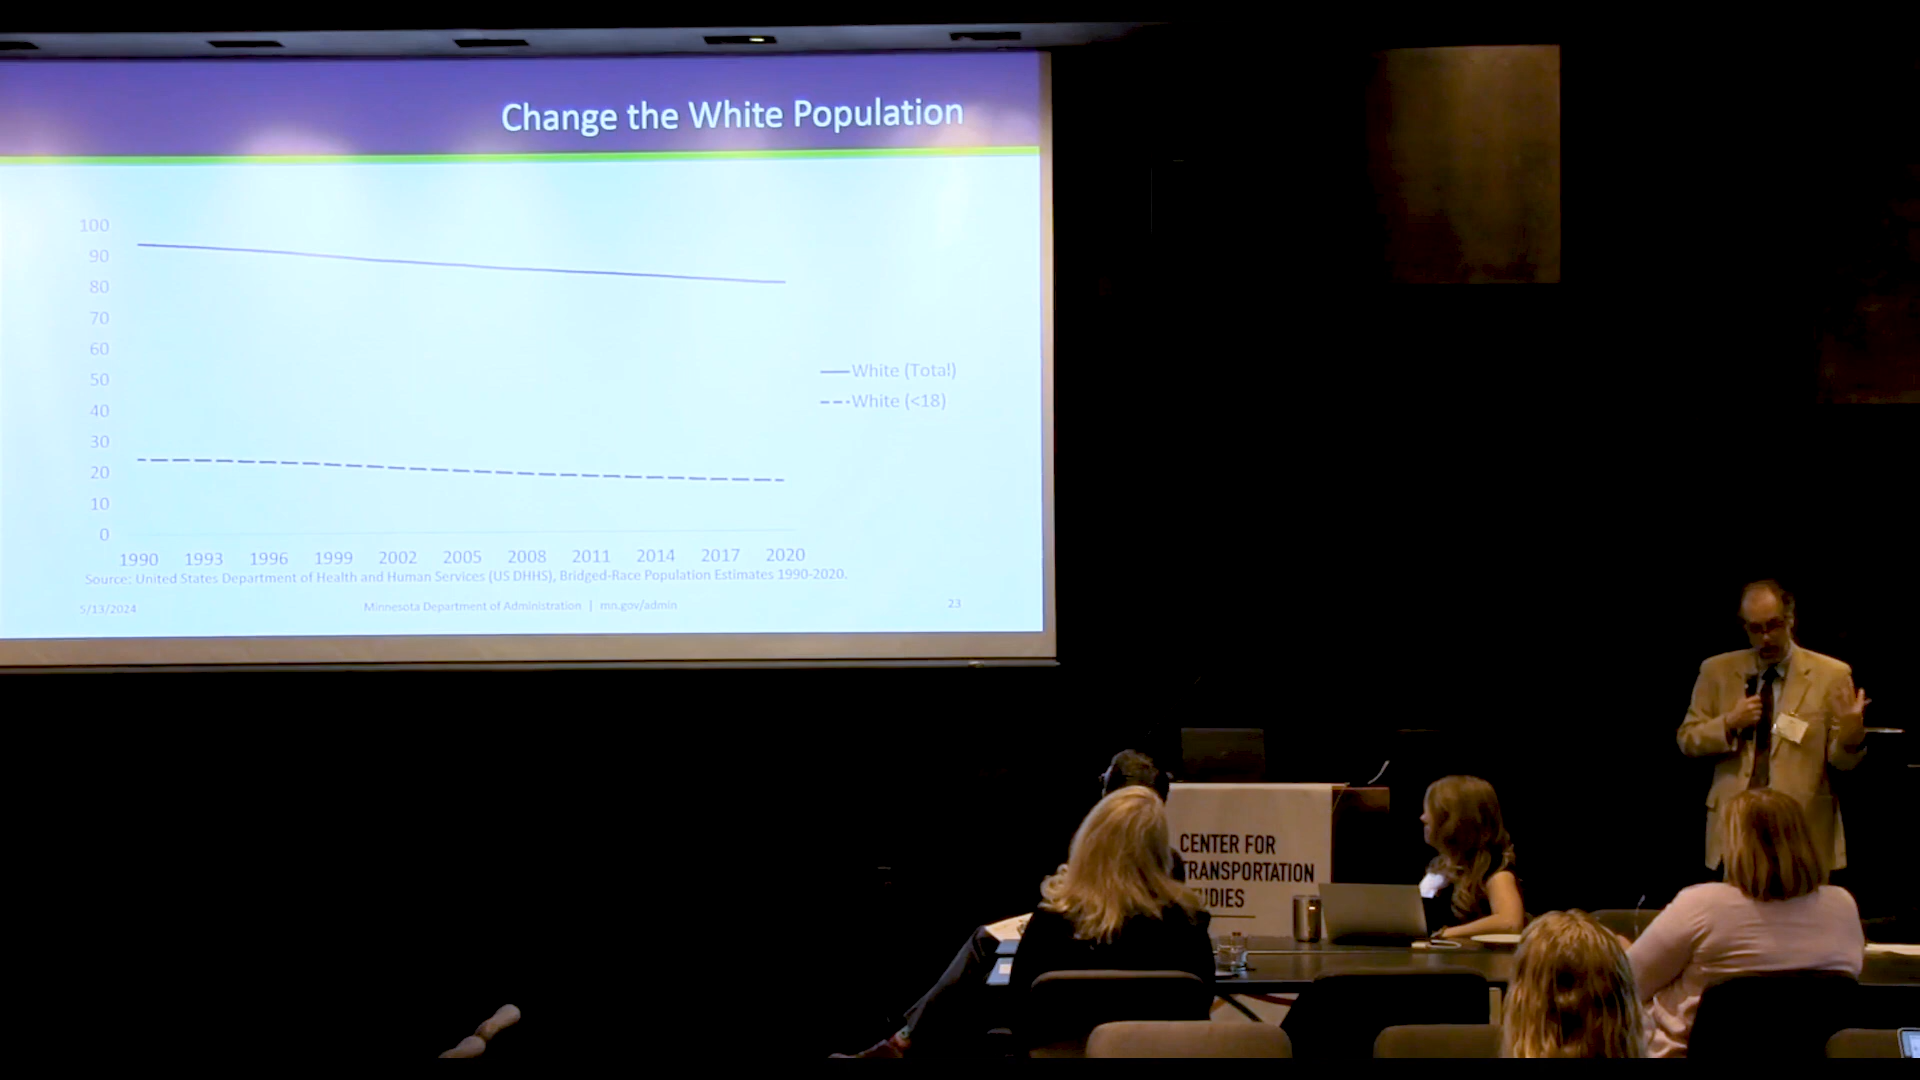 Change the White Population
100
90
80
70
60
50
40
30
20
10
0
White (Total)
White (<18)
1990 1993 1996 1999 2002 2005 2008 2011 2014 2017 2020
Source: United States Department of Health and Human Services (US DHHS), Bridged-Race Population Estimates 1990-2020.
5/13/2024 Minnesota Department of Administration | mn.gov/admin 23
CENTER FOR
TRANSPORTATION
UDIES